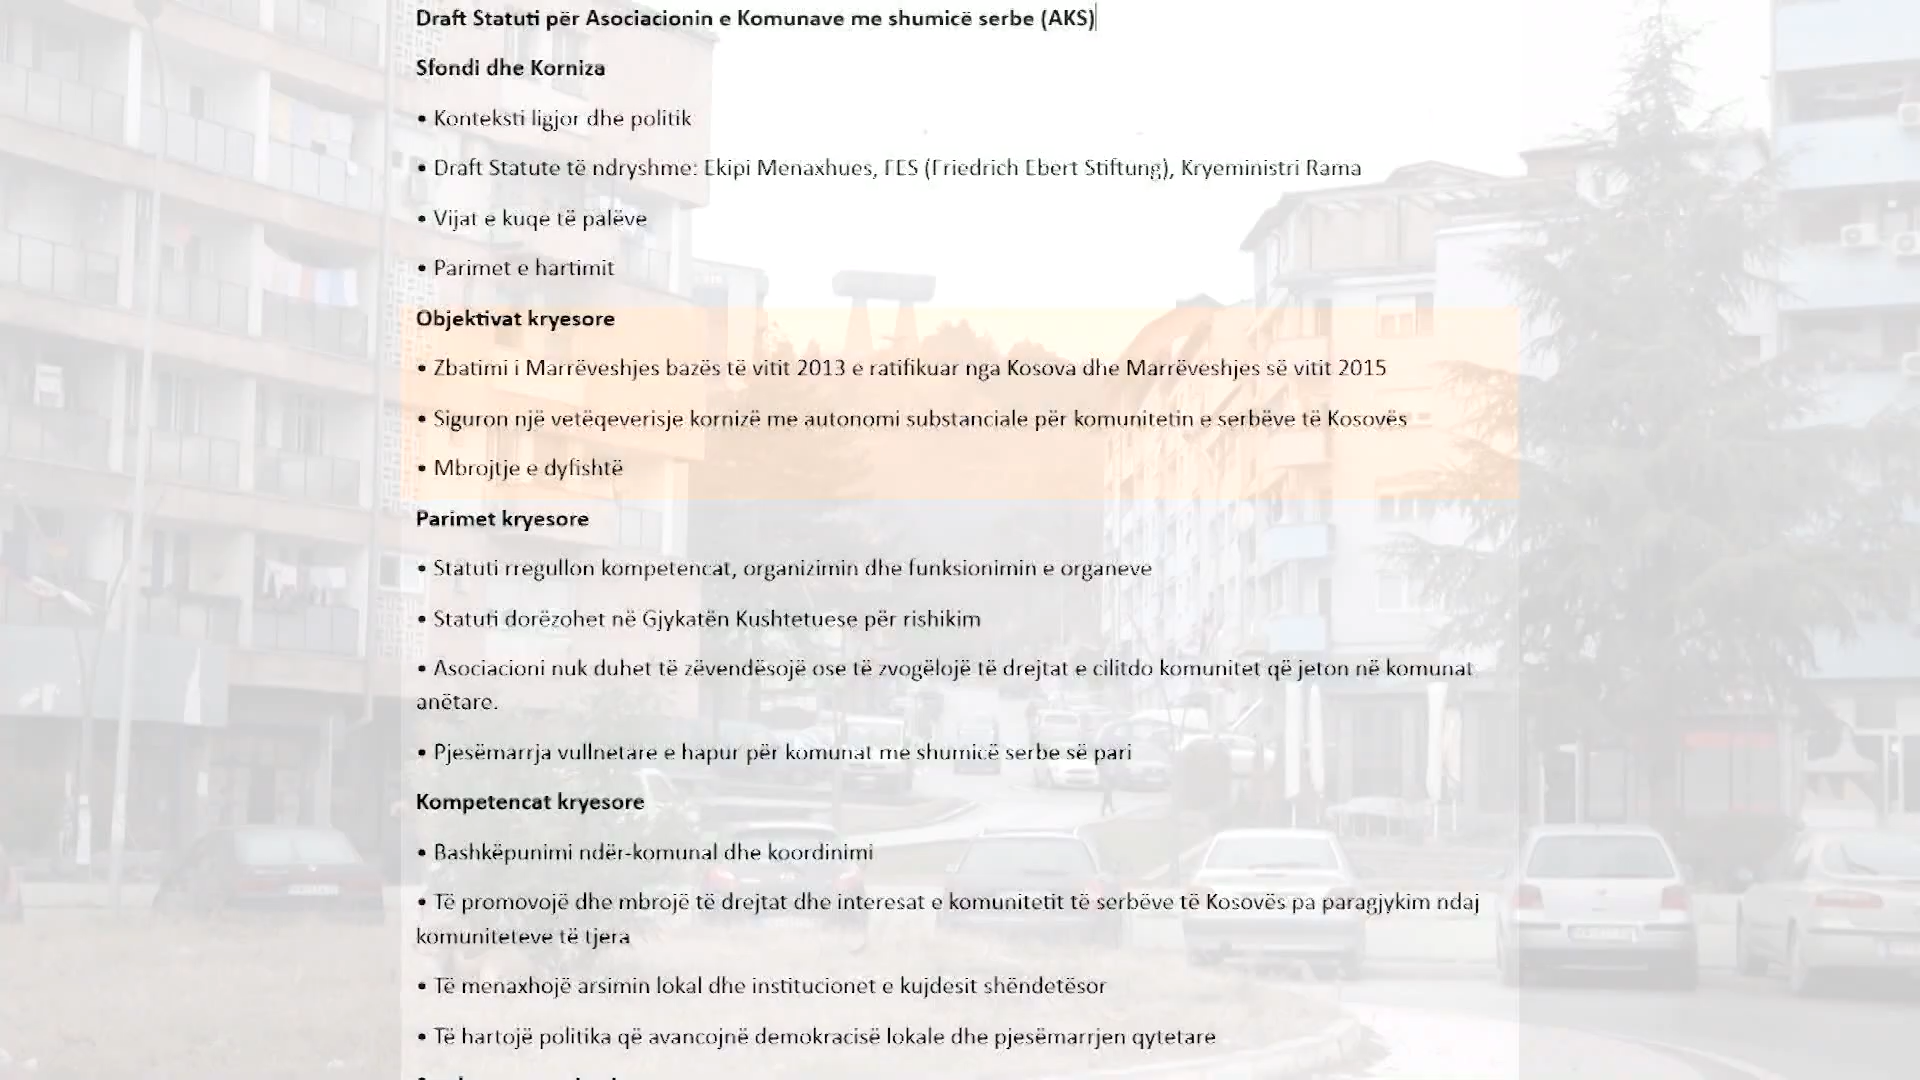 Draft Statuti për Asociacionin e Komunave me shumicë serbe (AKS)
Sfondi dhe Korniza
• Konteksti ligjor dhe politik
• Draft Statute të ndryshme: Ekipi Menaxhues, FES (Friedrich Ebert Stiftung), Kryeministri Rama
• Vijat e kuqe të palëve
• Parimet e hartimit
Objektivat kryesore
• Zbatimi i Marrëveshjes bazës të vitit 2013 e ratifikuar nga Kosova dhe Marrëveshjes së vitit 2015
• Siguron një vetëqeverisje kornizë me autonomi substanciale për komunitetin e serbëve të Kosovës
• Mbrojtje e dyfishtë
Parimet kryesore
• Statuti rregullon kompetencat, organizimin dhe funksionimin e organeve
• Statuti dorëzohet në Gjykatën Kushtetuese për rishikim
• Asociacioni nuk duhet të zëvendësojë ose të zvogëlojë të drejtat e cilitdo komunitet që jeton në komunat
anëtare.
• Pjesëmarrja vullnetare e hapur për komunat me shumicë serbe së pari
Kompetencat kryesore
• Bashkëpunimi ndër-komunal dhe koordinimi
• Të promovojë dhe mbrojë të drejtat dhe interesat e komunitetit të serbëve të Kosovës pa paragjykim ndaj
komuniteteve të tjera
• Të menaxhojë arsimin lokal dhe institucionet e kujdesit shëndetësor
• Të hartojë politika që avancojnë demokracisë lokale dhe pjesëmarrjen qytetare